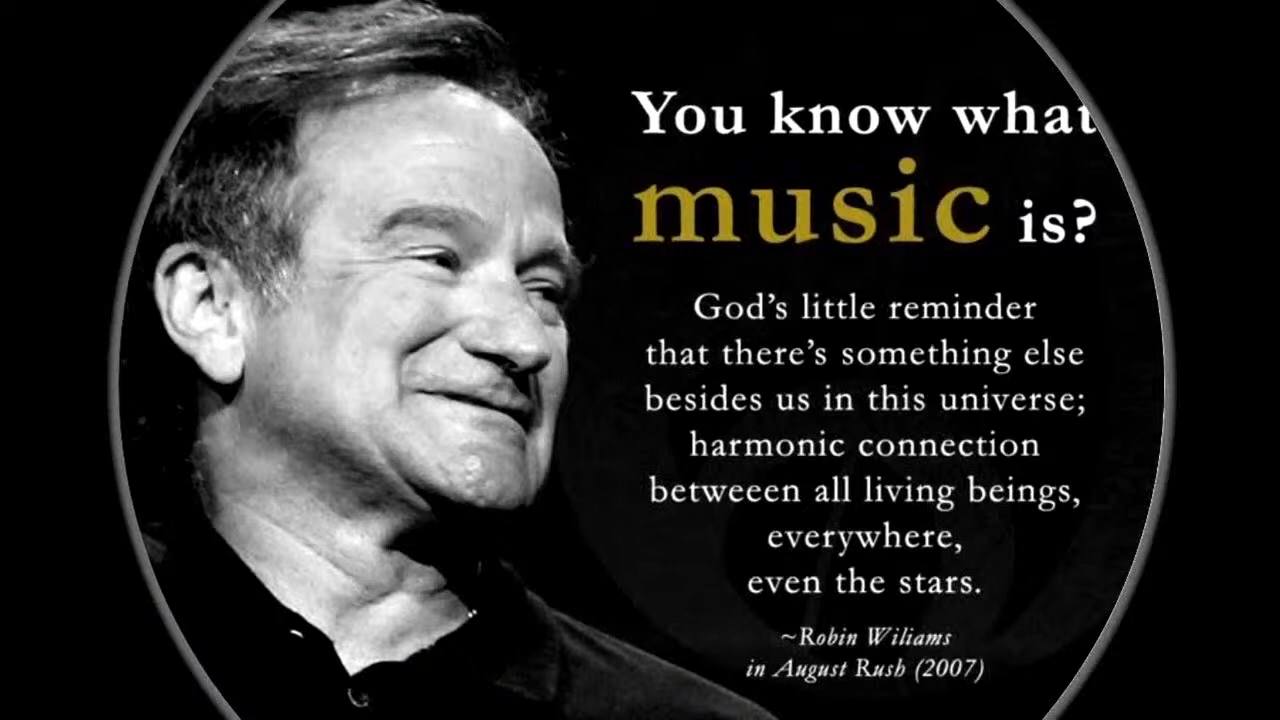 You know what
music is?
God's little reminder
that there's something else
besides us in this universe;
harmonic connection
betweeen all living beings,
everywhere,
even the stars.
~Robin Wiliams
in August Rush (2007)